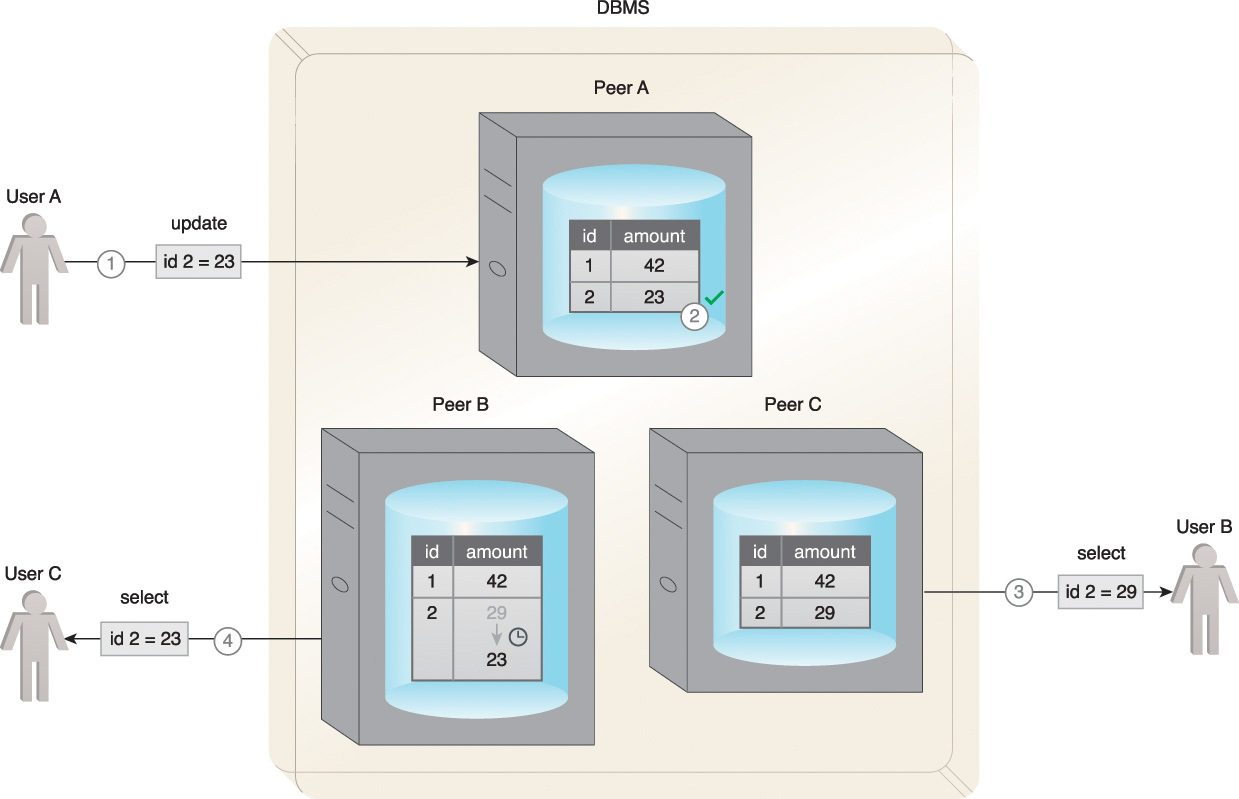 DBMS
Peer A
User A
update
1
id 2 = 23
id amount
1 42
2 23
2
Peer B
Peer C
id amount
1 42
2 29
23
id amount
1 42
2 29
User C
select
id 2 = 23
4
User B
select
3
id 2 = 29